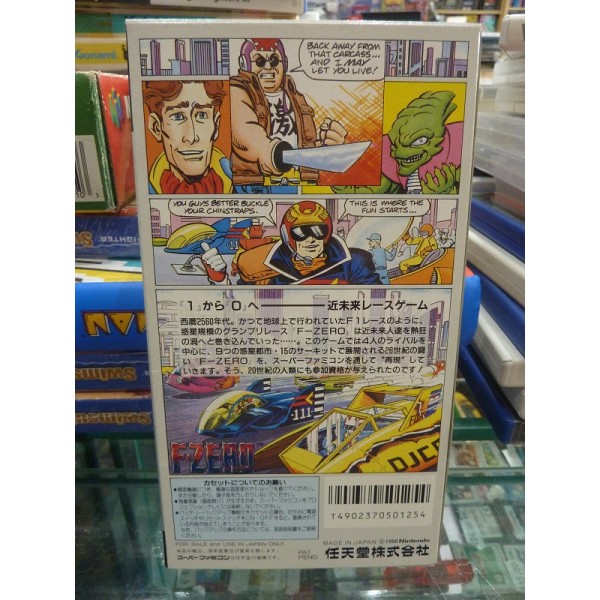 BACK AWAY FROM
THAT CARCASS...
AND I MAY
LET YOU LIVE!
YOU GUYS BETTER BUCKLE
YOUR CHINSTRAPS.
THIS IS WHERE THE
FUN STARTS...
111
『1』から『0』へ——近未来レースゲーム
西暦2560年代。かつて地球上で行われていたF1レースのように、
惑星規模のグランプリレース「F−ZERO」は近未来人達を熱狂
の渦へと巻き込んでいった……。このゲームでは4人のライバル達を
中心に、9つの惑星都市・15のサーキットで展開される26世紀の闘
い『F−ZERO』を、スーパーファミコンを通して“再現”して
いきます。そう、20世紀の人類にも参加資格が与えられたのです！
111
F-ZERO
カセットについてのお願い
FOR SALE and USE IN JAPAN ONLY
T4902370501254
PAT. PEND.
MADE IN JAPAN © 1990 Nintendo
任天堂株式会社
Konami
FIGHTER
MAN